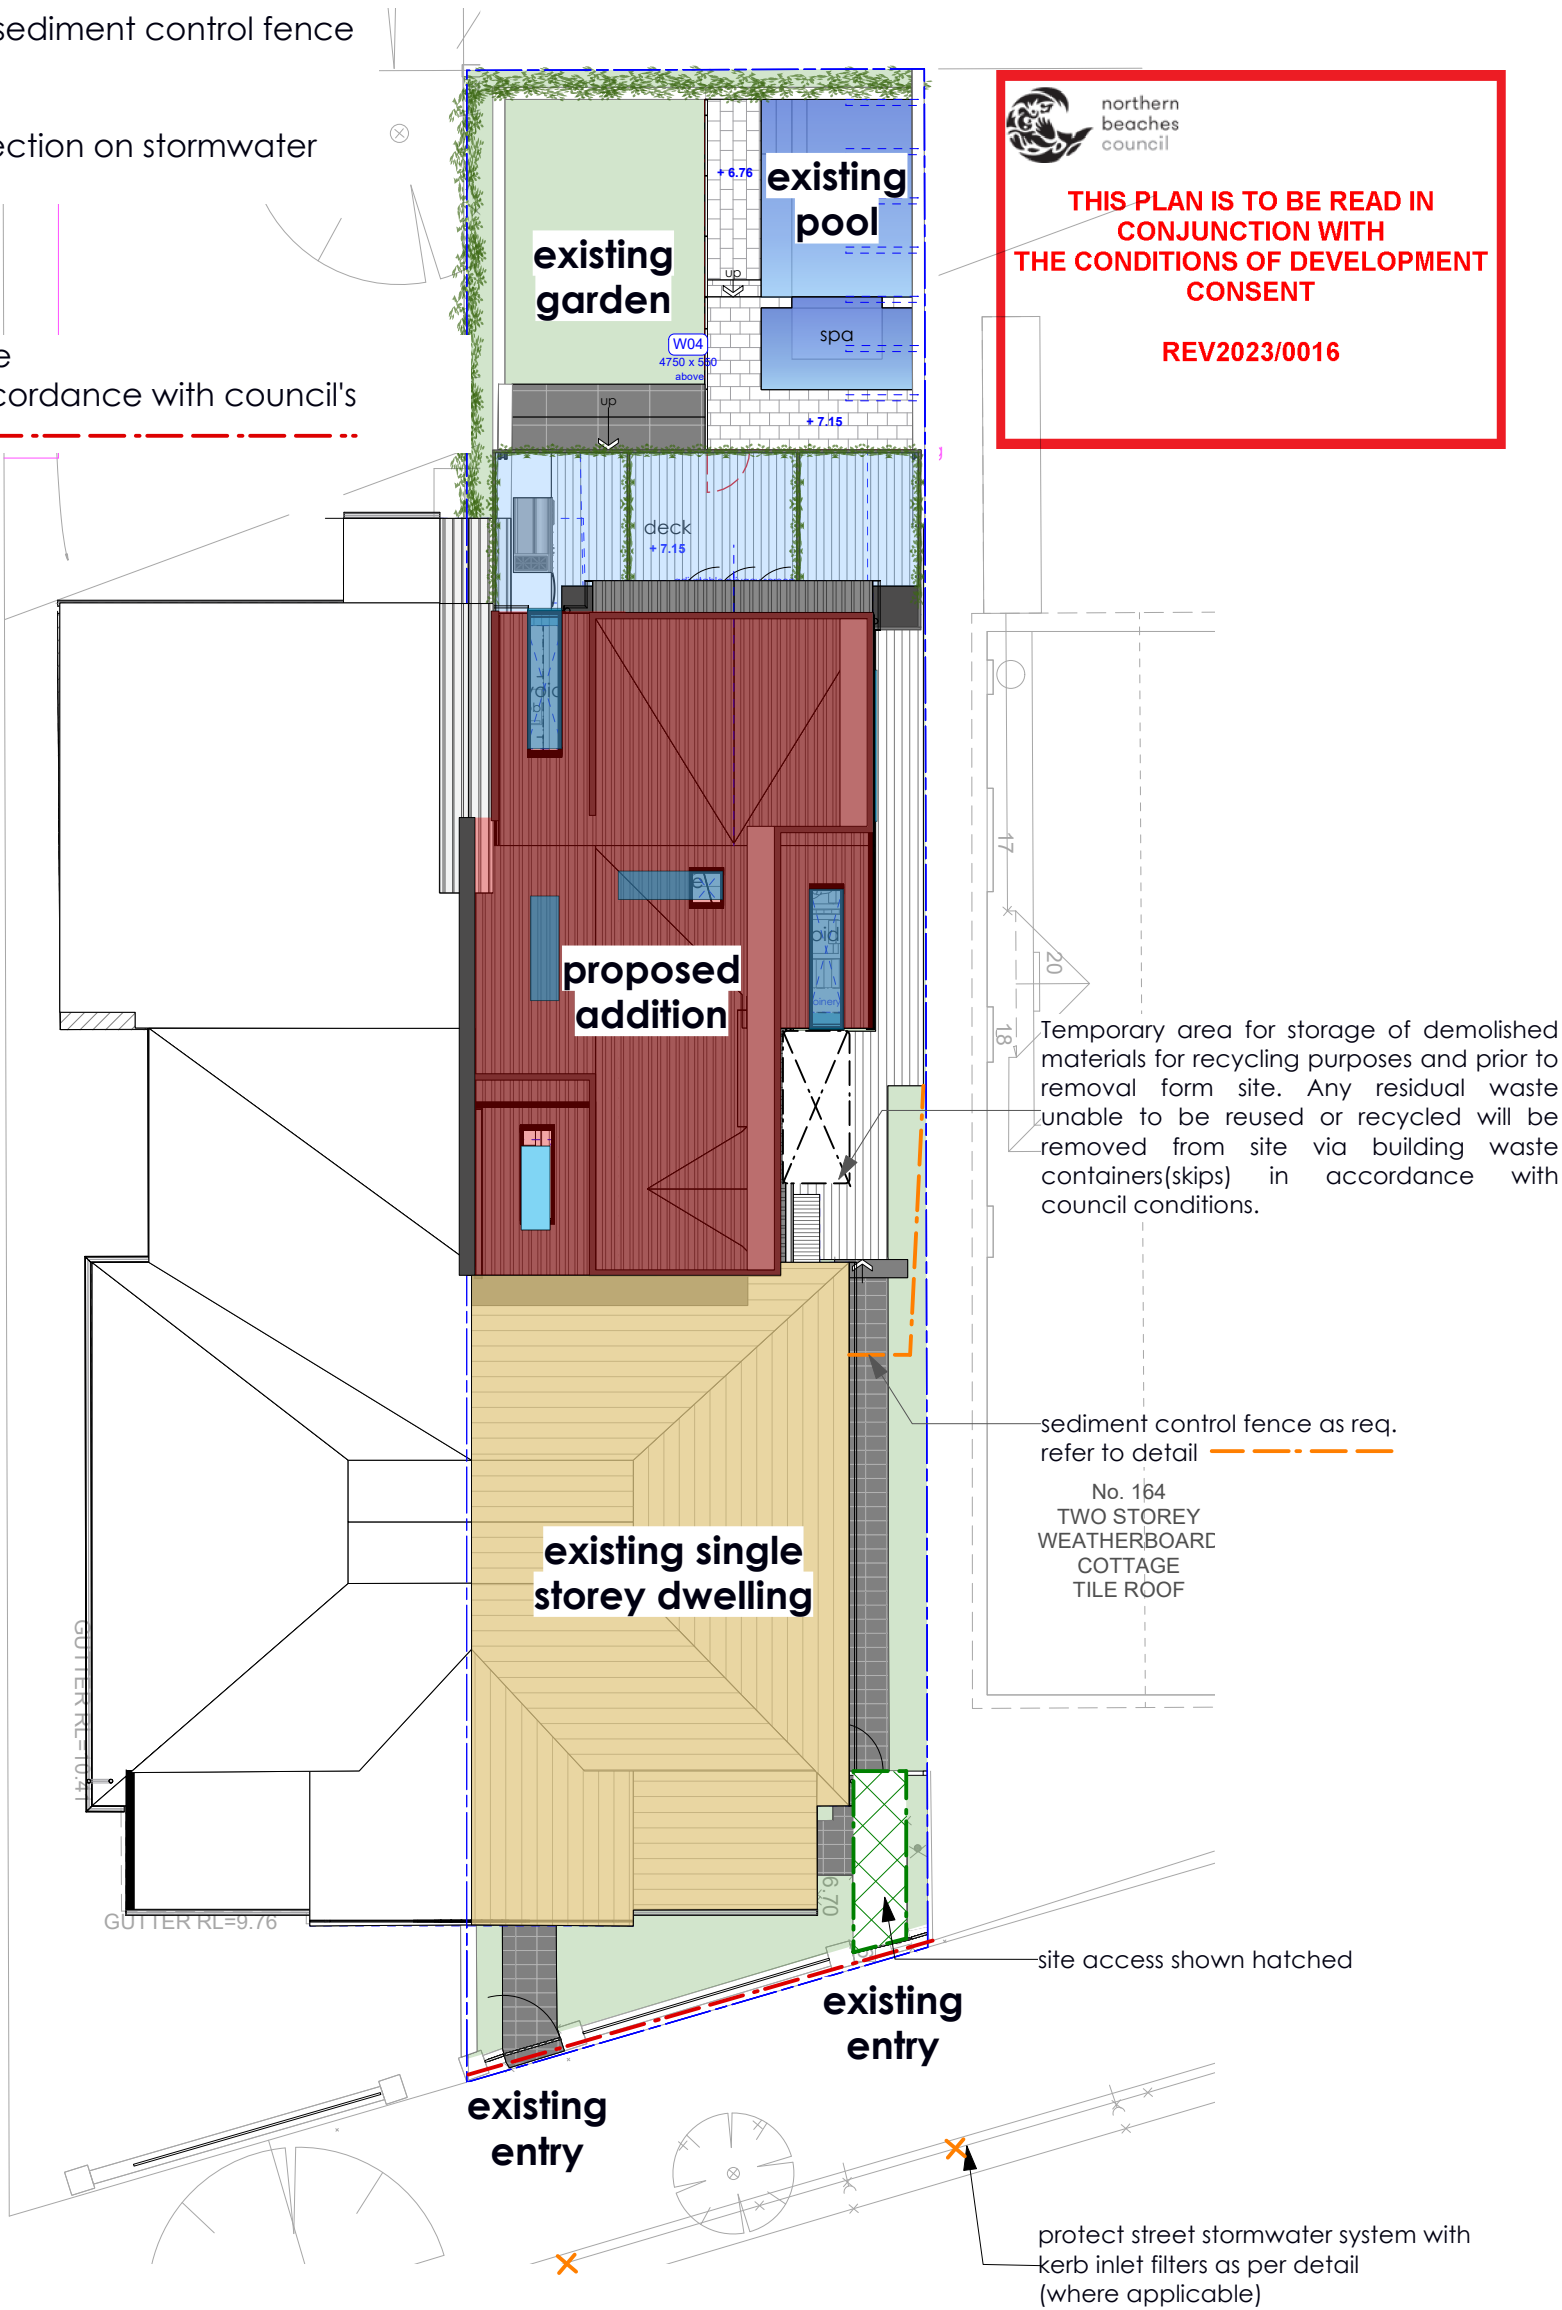 sediment control fence
ection on stormwater
e
cordance with council's
northern
beaches
council
THIS PLAN IS TO BE READ IN
CONJUNCTION WITH
THE CONDITIONS OF DEVELOPMENT
CONSENT
REV2023/0016
+ 6.76
existing
pool
existing
garden
up
spa
W04
4750 x 550
above
up
+ 7.15
deck
+ 7.15
void
17
proposed
addition
20
18
Temporary area for storage of demolished
materials for recycling purposes and prior to
removal form site. Any residual waste
unable to be reused or recycled will be
removed from site via building waste
containers(skips) in accordance with
council conditions.
sediment control fence as req.
refer to detail
No. 164
TWO STOREY
WEATHERBOARD
COTTAGE
TILE ROOF
existing single
storey dwelling
GUTTER RL=10.41
6.70
GUTTER RL=9.76
site access shown hatched
existing
entry
existing
entry
protect street stormwater system with
kerb inlet filters as per detail
(where applicable)